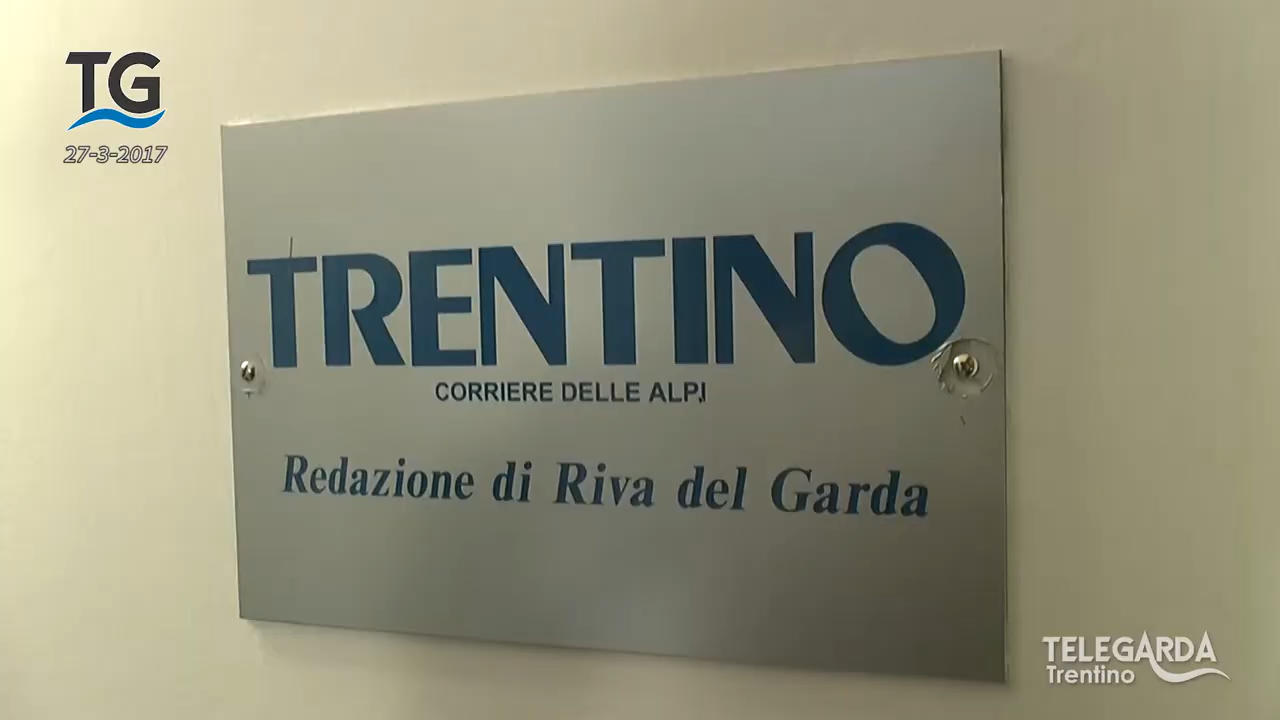 TG
27-3-2017
TRENTINO
CORRIERE DELLE ALPI
Redazione di Riva del Garda
TELEGARDA
Trentino